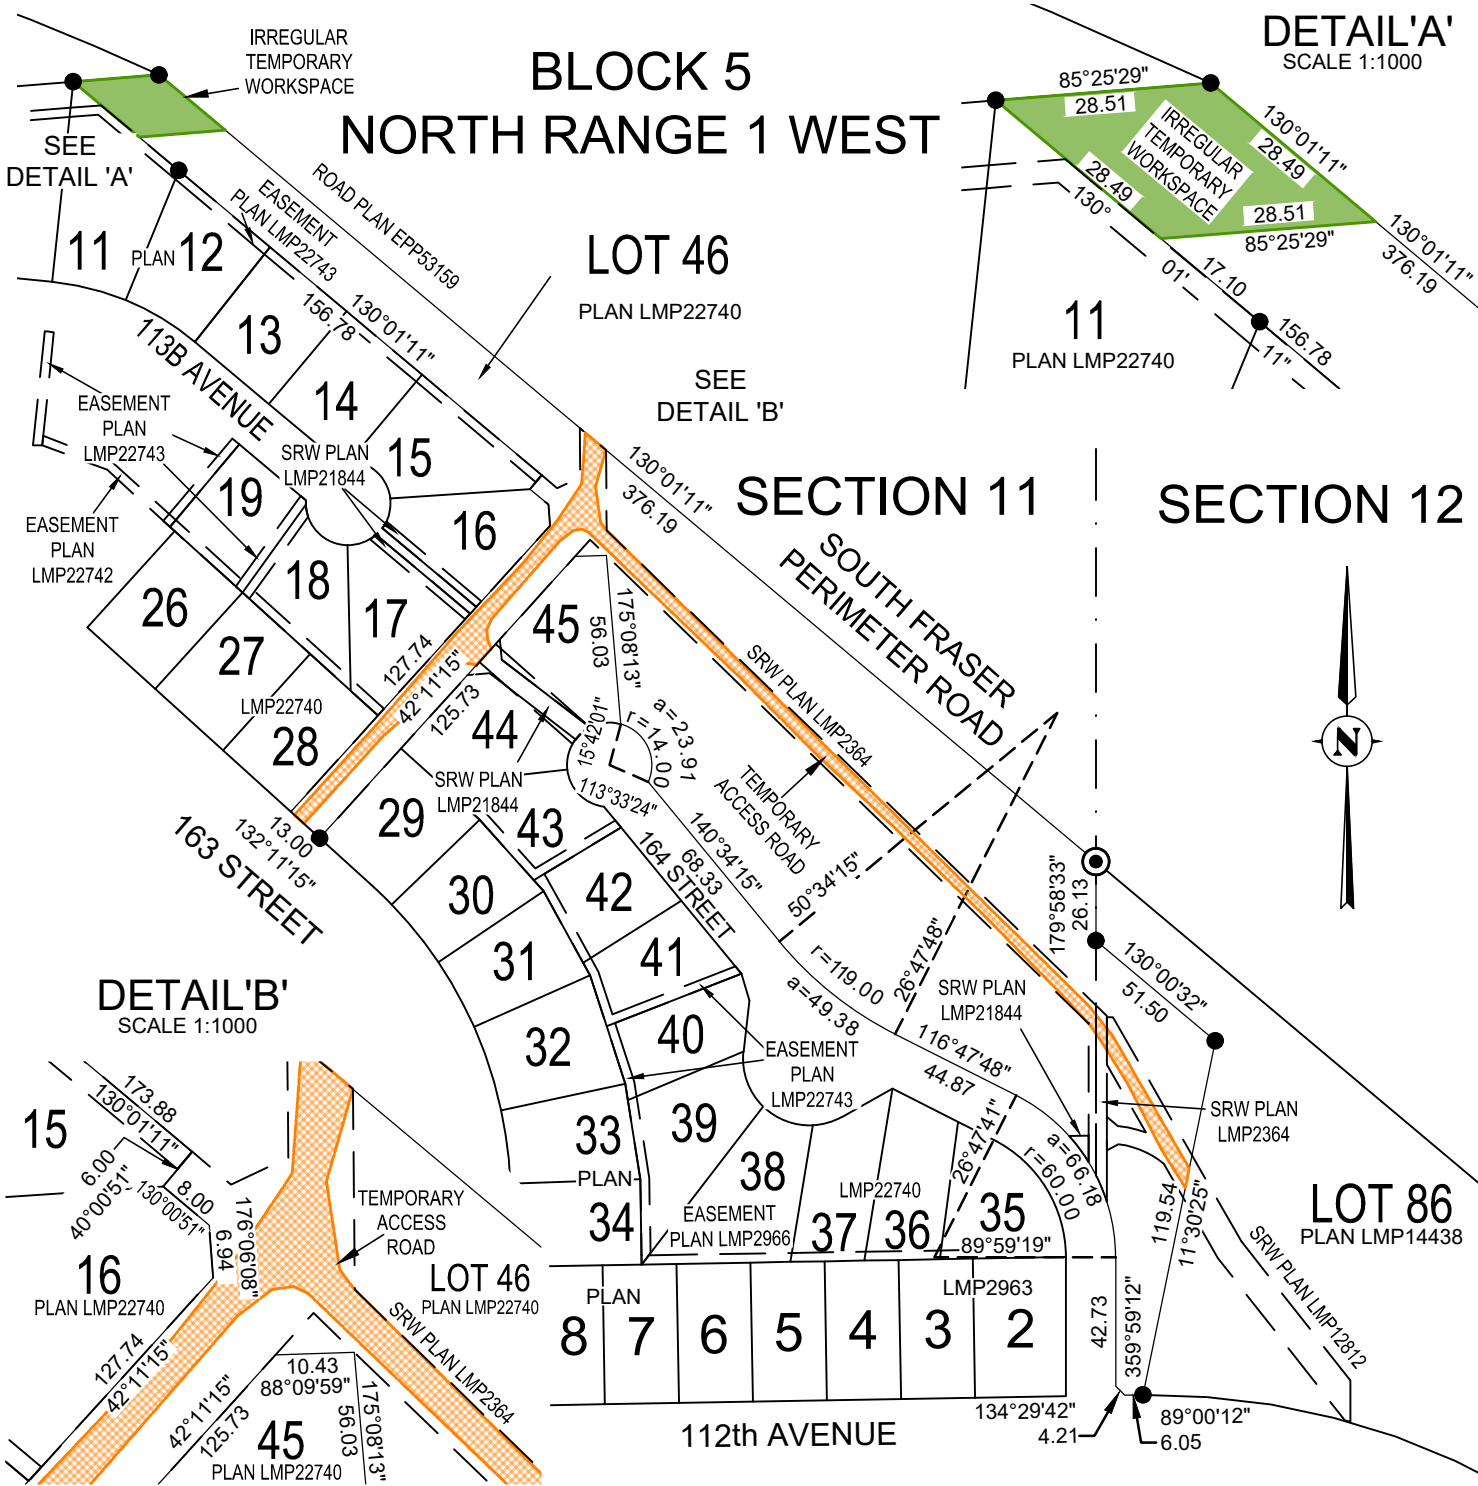 IRREGULAR
TEMPORARY
WORKSPACE
BLOCK 5
NORTH RANGE 1 WEST
DETAIL'A'
SCALE 1:1000
85°25'29"
28.51
130°01'11"
28.49
IRREGULAR
TEMPORARY
WORKSPACE
28.49
28.51
85°25'29"
130°
01'
11"
17.10
156.78
130°01'11"
376.19
11
PLAN LMP22740
SEE
DETAIL 'A'
EASEMENT
PLAN LMP22743
ROAD PLAN EPP53159
11
PLAN
12
LOT 46
PLAN LMP22740
130°01'11"
156.78
13
14
15
16
113B AVENUE
SEE
DETAIL 'B'
EASEMENT
PLAN
LMP22743
SRW PLAN
LMP21844
19
EASEMENT
PLAN
LMP22742
18
17
26
27
28
LMP22740
130°01'11"
376.19
SECTION 11
SECTION 12
SOUTH FRASER
PERIMETER ROAD
N
45
175°08'13"
56.03
127.74
42°11'15"
125.73
SRW PLAN LMP2364
TEMPORARY
ACCESS ROAD
44
SRW PLAN
LMP21844
15°42'01"
a=23.91
r=14.00
113°33'24"
43
140°34'15"
68.33
164 STREET
50°34'15"
26°47'48"
13.00
132°11'15"
163 STREET
29
30
31
32
33
PLAN
34
42
41
40
39
38
EASEMENT
PLAN
LMP22743
r=119.00
a=49.38
116°47'48"
44.87
SRW PLAN
LMP21844
179°58'33"
26.13
130°00'32"
51.50
SRW PLAN
LMP2364
26°47'41"
a=66.18
r=60.00
LMP22740
37
36
35
89°59'19"
EASEMENT
PLAN LMP2966
119.54
11°30'25"
LOT 86
PLAN LMP14438
SRW PLAN LMP12812
PLAN
LMP2963
8
7
6
5
4
3
2
42.73
359°59'12"
134°29'42"
4.21
89°00'12"
6.05
112th AVENUE
DETAIL'B'
SCALE 1:1000
173.88
130°01'11"
15
6.00
40°00'51"
8.00
130°00'51"
176°06'08"
6.94
TEMPORARY
ACCESS
ROAD
16
PLAN LMP22740
LOT 46
PLAN LMP22740
SRW PLAN LMP2364
127.74
42°11'15"
42°11'15"
125.73
10.43
88°09'59"
175°08'13"
56.03
45
PLAN LMP22740